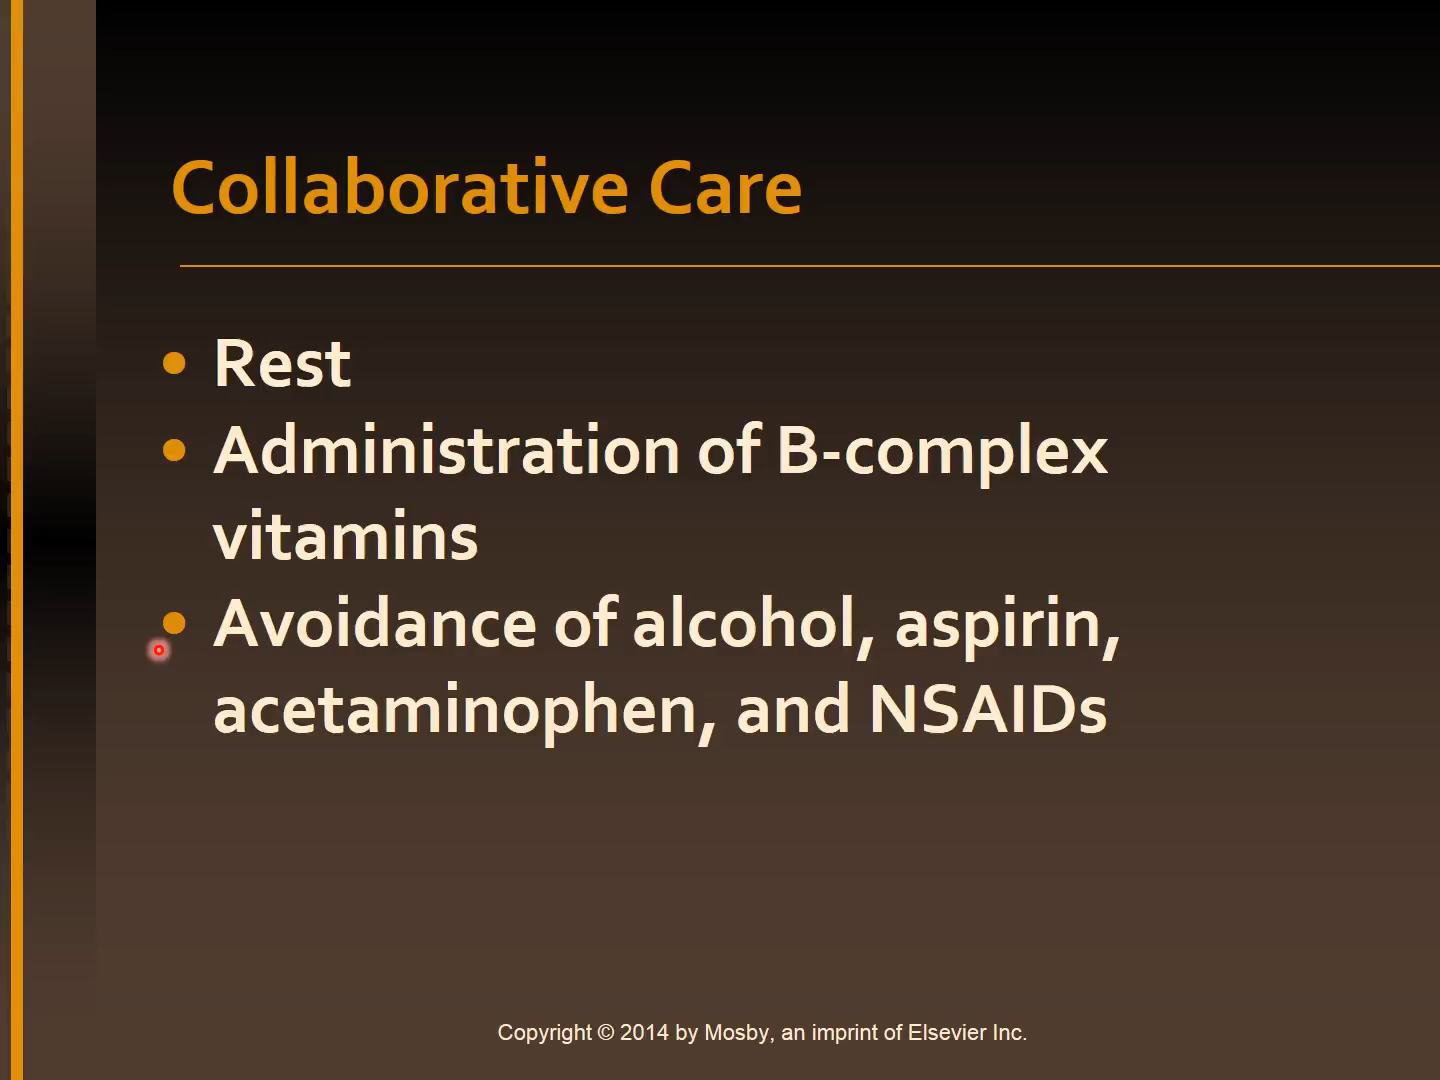 Collaborative Care
• Rest
• Administration of B-complex
vitamins
• Avoidance of alcohol, aspirin,
acetaminophen, and NSAIDs
Copyright © 2014 by Mosby, an imprint of Elsevier Inc.